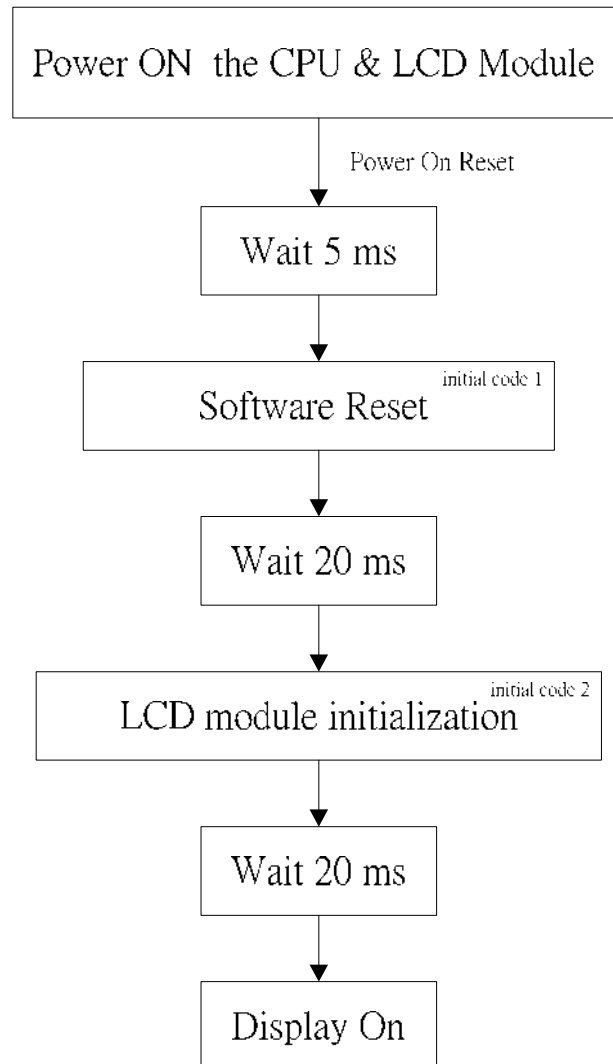 Power ON the CPU & LCD Module
Power On Reset
Wait 5 ms
initial code 1
Software Reset
Wait 20 ms
initial code 2
LCD module initialization
Wait 20 ms
Display On